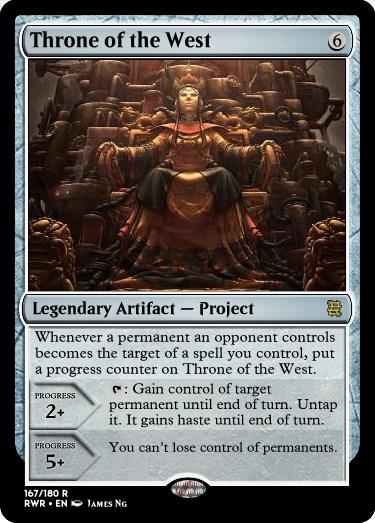 Throne of the West 6
Legendary Artifact — Project
Whenever a permanent an opponent controls
becomes the target of a spell you control, put
a progress counter on Throne of the West.
PROGRESS
2+
: Gain control of target
permanent until end of turn. Untap
it. It gains haste until end of turn.
PROGRESS
5+
You can't lose control of permanents.
167/180 R
RWR • EN James Ng